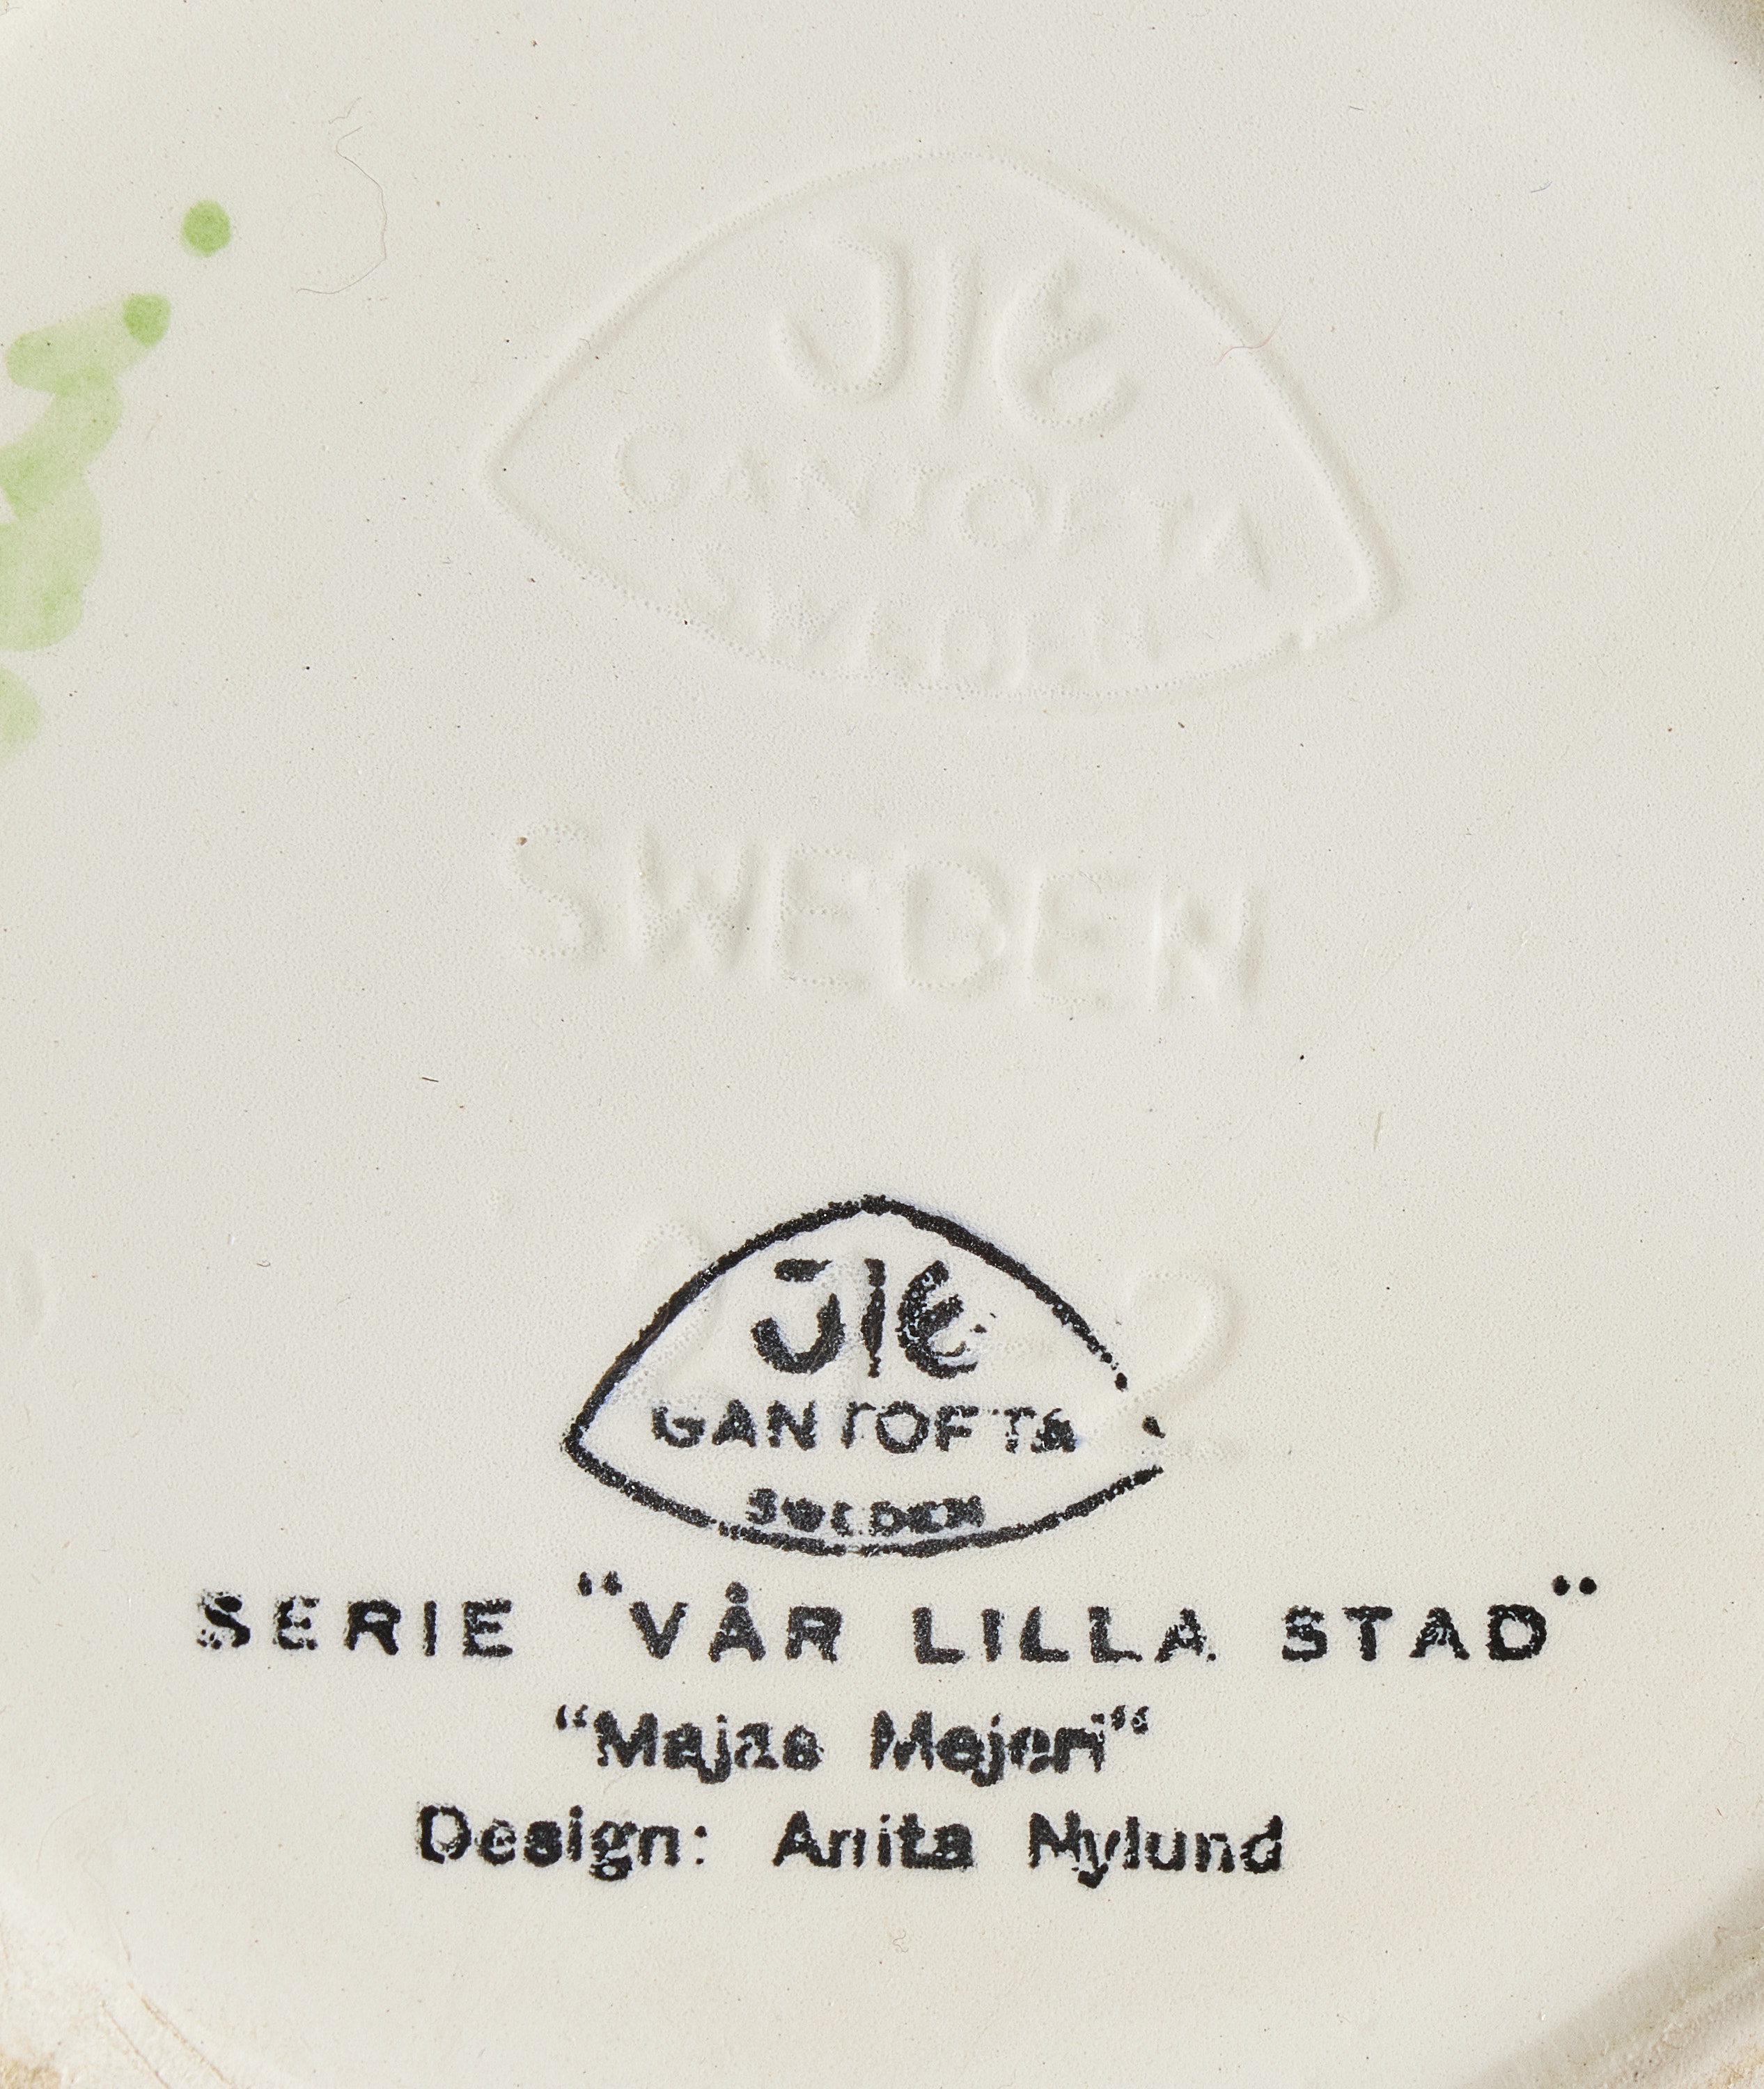 JIE
GANTOFTA
SWEDEN
SWEDEN
JIE
GANTOFTA
SWEDEN
SERIE "VÅR LILLA STAD"
"Majas Mejeri"
Design: Anita Nylund